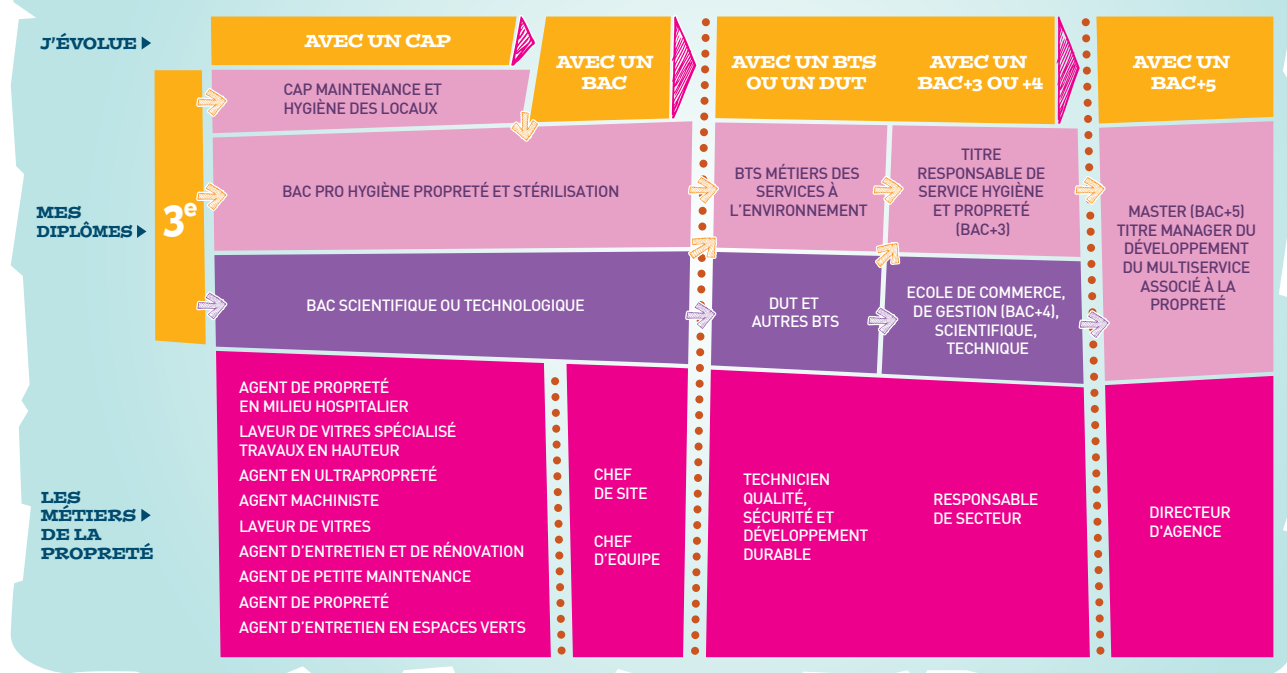 J'ÉVOLUE
AVEC UN CAP
AVEC UN
BAC
AVEC UN BTS
OU UN DUT
AVEC UN
BAC+3 OU +4
AVEC UN
BAC+5
MES
DIPLÔMES
3e
CAP MAINTENANCE ET
HYGIÈNE DES LOCAUX
BAC PRO HYGIÈNE PROPRETÉ ET STÉRILISATION
BTS MÉTIERS DES
SERVICES À
L'ENVIRONNEMENT
TITRE
RESPONSABLE DE
SERVICE HYGIÈNE
ET PROPRETÉ
(BAC+3)
MASTER (BAC+5)
TITRE MANAGER DU
DÉVELOPPEMENT
DU MULTISERVICE
ASSOCIÉ À LA
PROPRETÉ
BAC SCIENTIFIQUE OU TECHNOLOGIQUE
DUT ET
AUTRES BTS
ECOLE DE COMMERCE,
DE GESTION (BAC+4),
SCIENTIFIQUE,
TECHNIQUE
LES
MÉTIERS
DE LA
PROPRETÉ
AGENT DE PROPRETÉ
EN MILIEU HOSPITALIER
LAVEUR DE VITRES SPÉCIALISÉ
TRAVAUX EN HAUTEUR
AGENT EN ULTRAPROPRETÉ
AGENT MACHINISTE
LAVEUR DE VITRES
AGENT D'ENTRETIEN ET DE RÉNOVATION
AGENT DE PETITE MAINTENANCE
AGENT DE PROPRETÉ
AGENT D'ENTRETIEN EN ESPACES VERTS
CHEF
DE SITE
CHEF
D'EQUIPE
TECHNICIEN
QUALITÉ,
SÉCURITÉ ET
DÉVELOPPEMENT
DURABLE
RESPONSABLE
DE SECTEUR
DIRECTEUR
D'AGENCE